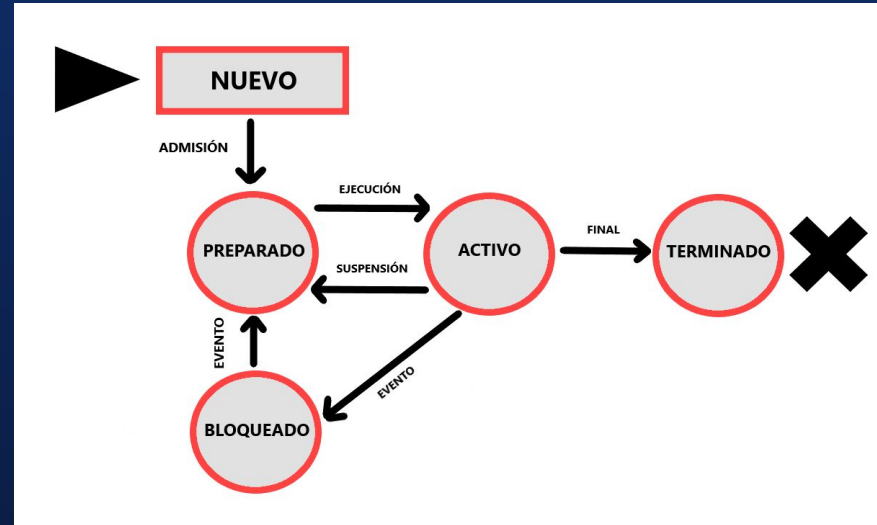 NUEVO
ADMISIÓN
EJECUCIÓN
PREPARADO
ACTIVO
FINAL
TERMINADO
SUSPENSIÓN
EVENTO
EVENTO
BLOQUEADO